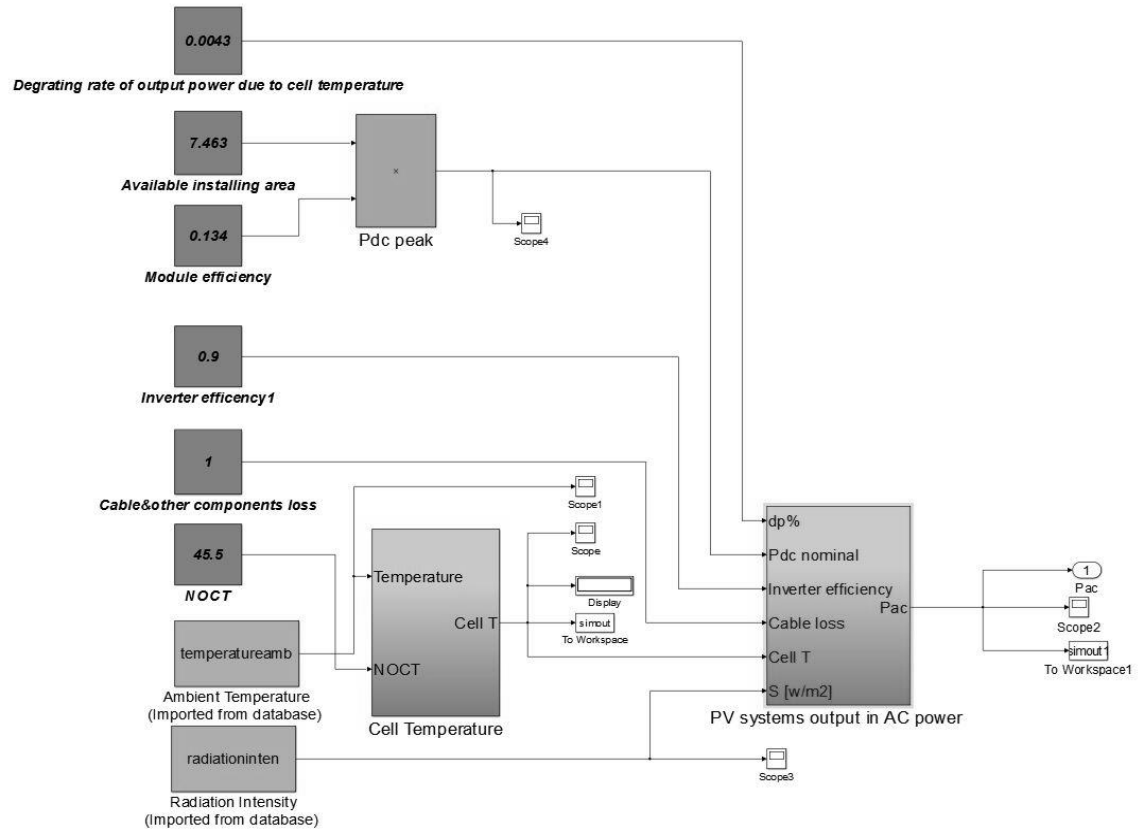 0.0043
Degrating rate of output power due to cell temperature
7.463
Available installing area
×
Pdc peak
Scope4
0.134
Module efficiency
0.9
Inverter efficency1
1
Cable&other components loss
45.5
NOCT
temperatureamb
Ambient Temperature
(Imported from database)
radiationinten
Radiation Intensity
(Imported from database)
Temperature
Cell T
NOCT
Cell Temperature
Scope1
Scope
Display
simout
To Workspace
Scope3
dp%
Pdc nominal
Inverter efficiency
Pac
Cable loss
Cell T
S [w/m2]
PV systems output in AC power
1
Pac
Scope2
simout1
To Workspace1